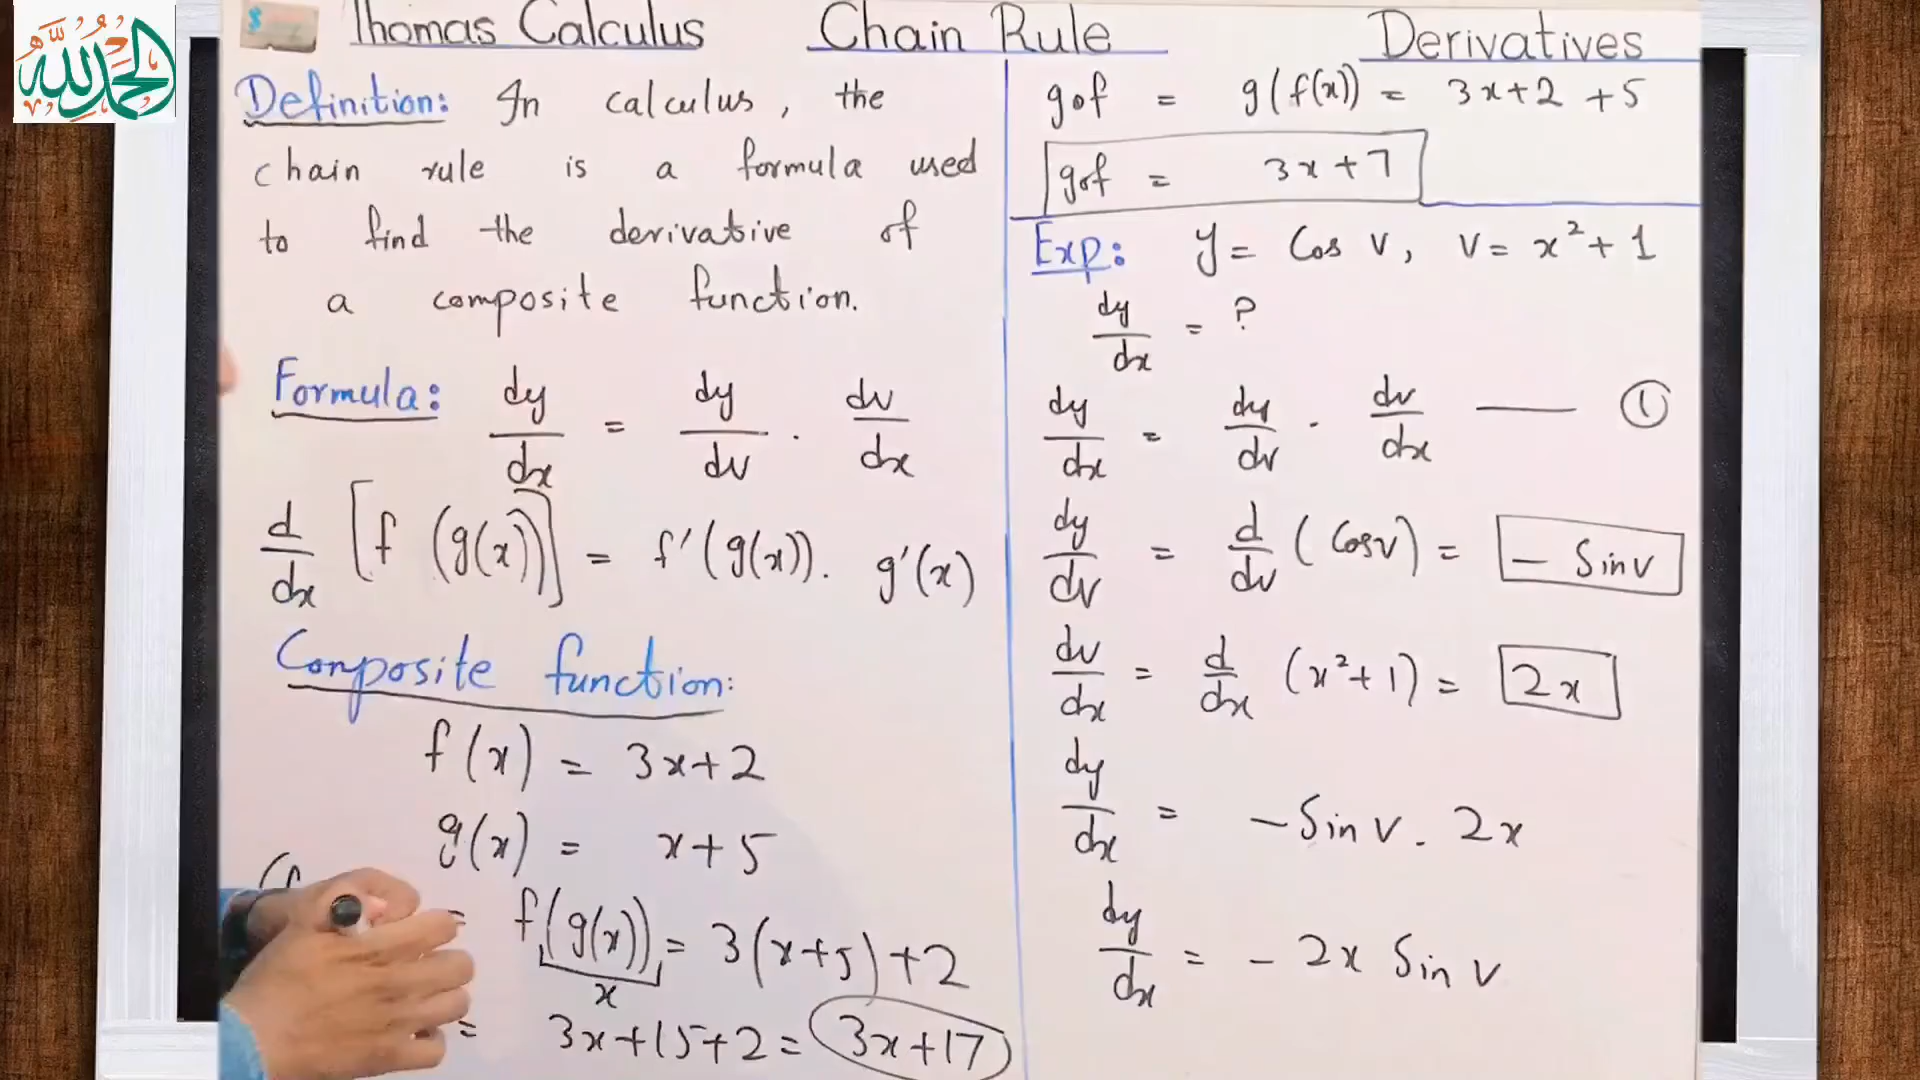 الحمد لله
Thomas Calculus Chain Rule Derivatives
Definition: In calculus, the
chain rule is a formula used
to find the derivative of
a composite function.
Formula: dy/dx = dy/dv . dv/dx
d/dx [f (g(x))] = f'(g(x)). g'(x)
Composite function:
f(x) = 3x+2
g(x) = x+5
= f(g(x)) = 3(x+5)+2
x
= 3x+15+2 = 3x+17
gof = g(f(x)) = 3x+2 +5
gof = 3x+7
Exp: y = Cos v, v = x²+1
dy/dx = ?
dy/dx = dy/dv . dv/dx —— ①
dy/dv = d/dv (Cosv) = - Sinv
dv/dx = d/dx (x²+1) = 2x
dy/dx = -Sinv. 2x
dy/dx = - 2x Sin v